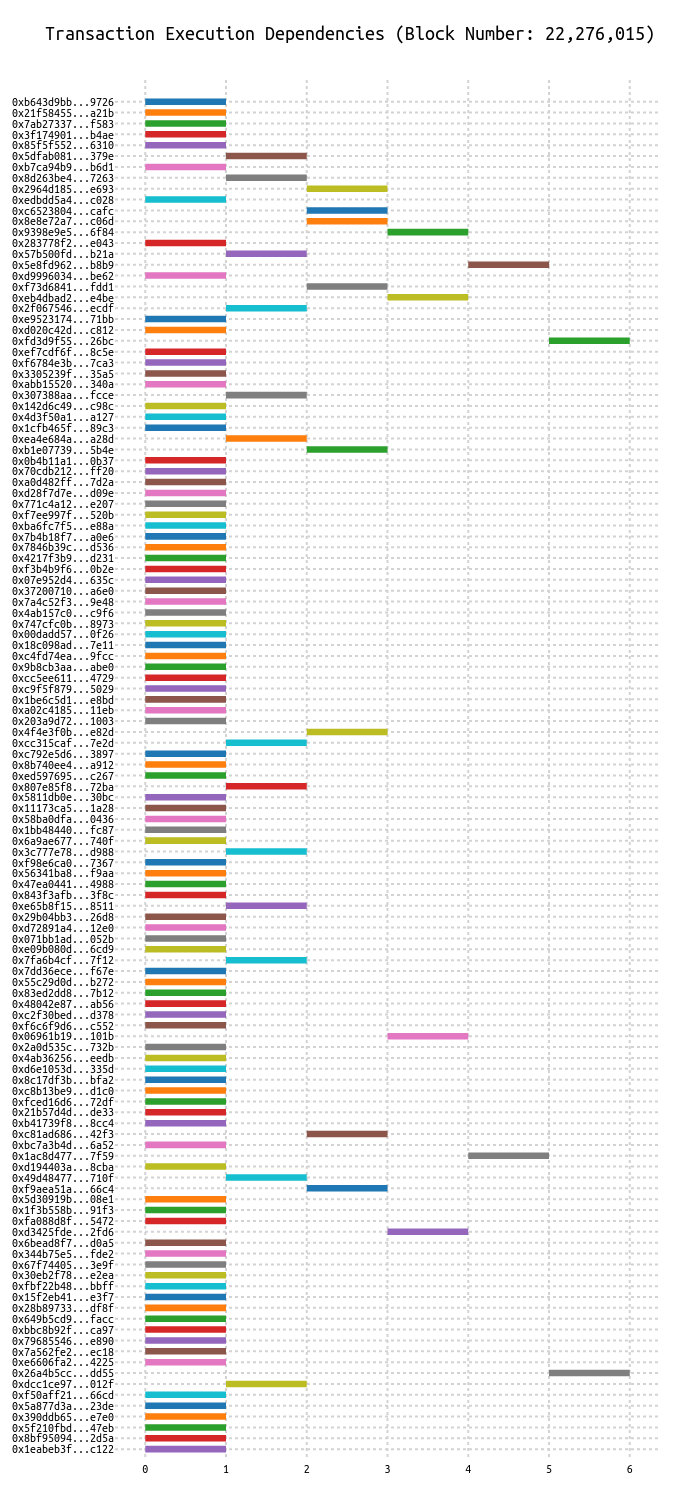 Transaction Execution Dependencies (Block Number: 22,276,015)
0xb643d9bb...9726
0x21f58455...a21b
0x7ab27337...f583
0x3f174901...b4ae
0x85f5f552...6310
0x5dfab081...379e
0xb7ca94b9...b6d1
0x8d263be4...7263
0x2964d185...e693
0xedbdd5a4...c028
0xc6523804...cafc
0x8e8e72a7...c06d
0x9398e9e5...6f84
0x283778f2...e043
0x57b500fd...b21a
0x5e8fd962...b8b9
0xd9996034...be62
0xf73d6841...fdd1
0xeb4dbad2...e4be
0x2f067546...ecdf
0xe9523174...71bb
0xd020c42d...c812
0xfd3d9f55...26bc
0xef7cdf6f...8c5e
0xf6784e3b...7ca3
0x3305239f...35a5
0xabb15520...340a
0x307388aa...fcce
0x142d6c49...c98c
0x4d3f50a1...a127
0x1cfb465f...89c3
0xea4e684a...a28d
0xb1e07739...5b4e
0x0b4b11a1...0b37
0x70cdb212...ff20
0xa0d482ff...7d2a
0xd28f7d7e...d09e
0x771c4a12...e207
0xf7ee997f...520b
0xba6fc7f5...e88a
0x7b4b18f7...a0e6
0x7846b39c...d536
0x4217f3b9...d231
0xf3b4b9f6...0b2e
0x07e952d4...635c
0x37200710...a6e0
0x7a4c52f3...9e48
0x4ab157c0...c9f6
0x747cfc0b...8973
0x00dadd57...0f26
0x18c098ad...7e11
0xc4fd74ea...9fcc
0x9b8cb3aa...abe0
0xcc5ee611...4729
0xc9f5f879...5029
0x1be6c5d1...e8bd
0xa02c4185...11eb
0x203a9d72...1003
0x4f4e3f0b...e82d
0xcc315caf...7e2d
0xc792e5d6...3897
0x8b740ee4...a912
0xed597695...c267
0x807e85f8...72ba
0x5811db0e...30bc
0x11173ca5...1a28
0x58ba0dfa...0436
0x1bb48440...fc87
0x6a9ae677...740f
0x3c777e78...d988
0xf98e6ca0...7367
0x56341ba8...f9aa
0x47ea0441...4988
0x843f3afb...3f8c
0xe65b8f15...8511
0x29b04bb3...26d8
0xd72891a4...12e0
0x071bb1ad...052b
0xe09b080d...6cd9
0x7fa6b4cf...7f12
0x7dd36ece...f67e
0x55c29d0d...b272
0x83ed2dd8...7b12
0x48042e87...ab56
0xc2f30bed...d378
0xf6c6f9d6...c552
0x06961b19...101b
0x2a0d535c...732b
0x4ab36256...eedb
0xd6e1053d...335d
0x8c17df3b...bfa2
0xc8b13be9...d1c0
0xfced16d6...72df
0x21b57d4d...de33
0xb41739f8...8cc4
0xc81ad686...42f3
0xbc7a3b4d...6a52
0x1ac8d477...7f59
0xd194403a...8cba
0x49d48477...710f
0xf9aea51a...66c4
0x5d30919b...08e1
0x1f3b558b...91f3
0xfa088d8f...5472
0xd3425fde...2fd6
0x6bead8f7...d0a5
0x344b75e5...fde2
0x67f74405...3e9f
0x30eb2f78...e2ea
0xfbf22b48...bbff
0x15f2eb41...e3f7
0x28b89733...df8f
0x649b5cd9...facc
0xbbc8b92f...ca97
0x79685546...e890
0x7a562fe2...ec18
0xe6606fa2...4225
0x26a4b5cc...dd55
0xdcc1ce97...012f
0xf50aff21...66cd
0x5a877d3a...23de
0x390ddb65...e7e0
0x5f210fbd...47eb
0x8bf95094...2d5a
0x1eabeb3f...c122
0 1 2 3 4 5 6